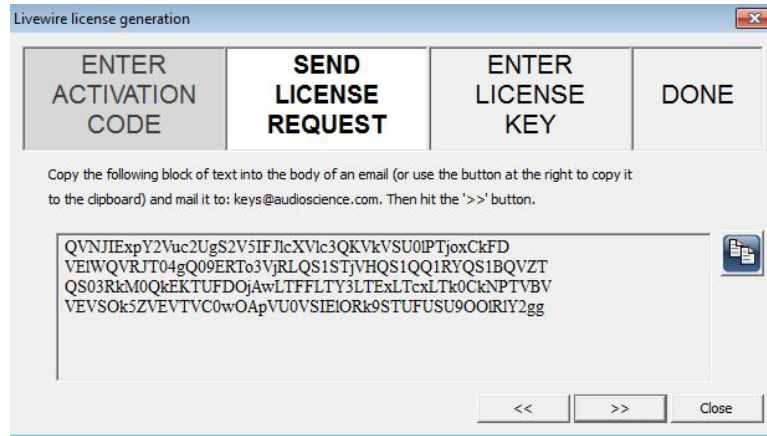 Livewire license generation
ENTER
ACTIVATION
CODE
SEND
LICENSE
REQUEST
ENTER
LICENSE
KEY
DONE
Copy the following block of text into the body of an email (or use the button at the right to copy it
to the clipboard) and mail it to: keys@audioscience.com. Then hit the '>>' button.
QVNJIExpY2Vuc2UgS2V5IFJlcXVlc3QKVkVSU0lPTjoxCkFD
VElWQVRJT04gQ09ERTo3VjRLQS1STjVHQS1QQ1RYQS1BQVZT
QS03RkM0QkEKTUFDOjAwLTFFLTY3LTExLTcxLTk0CkNPTVBV
VEVSOk5ZVEVTVC0wOApVU0VSIElORk9STUFUSU9OOlRlY2gg
<<
>>
Close